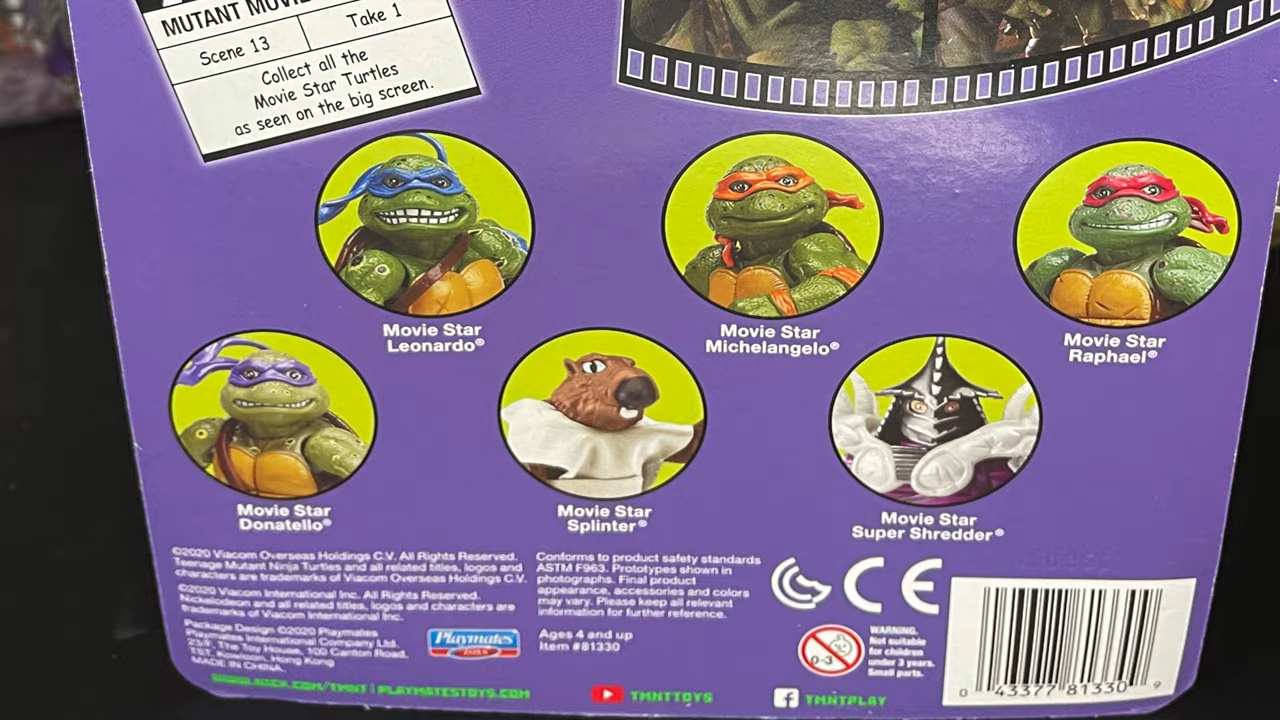 MUTANT MOVIE
Scene 13
Take 1
Collect all the
Movie Star Turtles
as seen on the big screen.
Movie Star
Leonardo®
Movie Star
Michelangelo®
Movie Star
Raphael®
Movie Star
Donatello®
Movie Star
Splinter®
Movie Star
Super Shredder®
©2020 Viacom Overseas Holdings C.V. All Rights Reserved.
Teenage Mutant Ninja Turtles and all related titles, logos and
characters are trademarks of Viacom Overseas Holdings C.V.
©2020 Viacom International Inc. All Rights Reserved.
Nickelodeon and all related titles, logos and characters are
trademarks of Viacom International Inc.
Package Design ©2020 Playmates
Playmates International Company Ltd.
23/F, The Toy House, 100 Canton Road,
TST, Kowloon, Hong Kong
MADE IN CHINA
Playmates
TOYS
Conforms to product safety standards
ASTM F963. Prototypes shown in
photographs. Final product
appearance, accessories and colors
may vary. Please keep all relevant
information for further reference.
Ages 4 and up
Item #81330
CE
0-3
WARNING.
Not suitable
for children
under 3 years.
Small parts.
0 43377 81330 9
WWW.NICK.COM/TMNT | PLAYMATESTOYS.COM
TMNTTOYS
TMNTPLAY